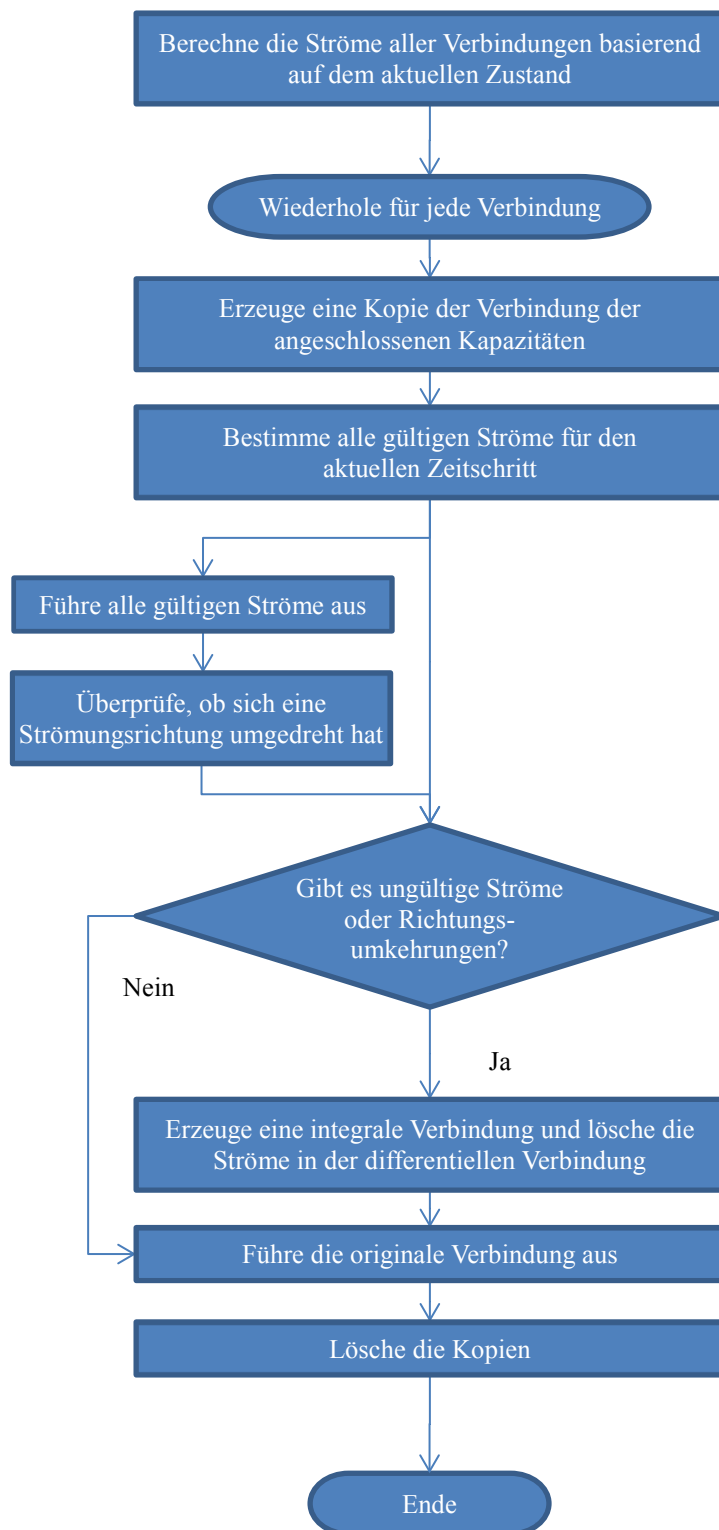 Berechne die Ströme aller Verbindungen basierend
auf dem aktuellen Zustand
Wiederhole für jede Verbindung
Erzeuge eine Kopie der Verbindung der
angeschlossenen Kapazitäten
Bestimme alle gültigen Ströme für den
aktuellen Zeitschritt
Führe alle gültigen Ströme aus
Überprüfe, ob sich eine
Strömungsrichtung umgedreht hat
Gibt es ungültige Ströme
oder Richtungs-
umkehrungen?
Nein
Ja
Erzeuge eine integrale Verbindung und lösche die
Ströme in der differentiellen Verbindung
Führe die originale Verbindung aus
Lösche die Kopien
Ende